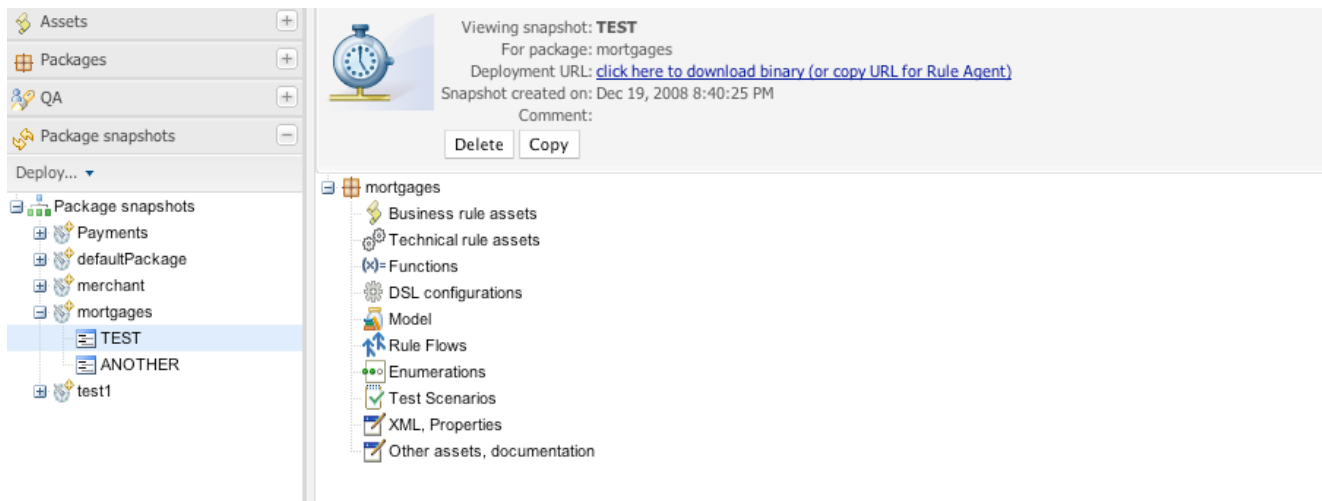 Assets
Packages
QA
Package snapshots
Deploy...
Package snapshots
Payments
defaultPackage
merchant
mortgages
TEST
ANOTHER
test1
Viewing snapshot: TEST
For package: mortgages
Deployment URL: click here to download binary (or copy URL for Rule Agent)
Snapshot created on: Dec 19, 2008 8:40:25 PM
Comment:
Delete Copy
mortgages
Business rule assets
Technical rule assets
(x)= Functions
DSL configurations
Model
Rule Flows
Enumerations
Test Scenarios
XML, Properties
Other assets, documentation